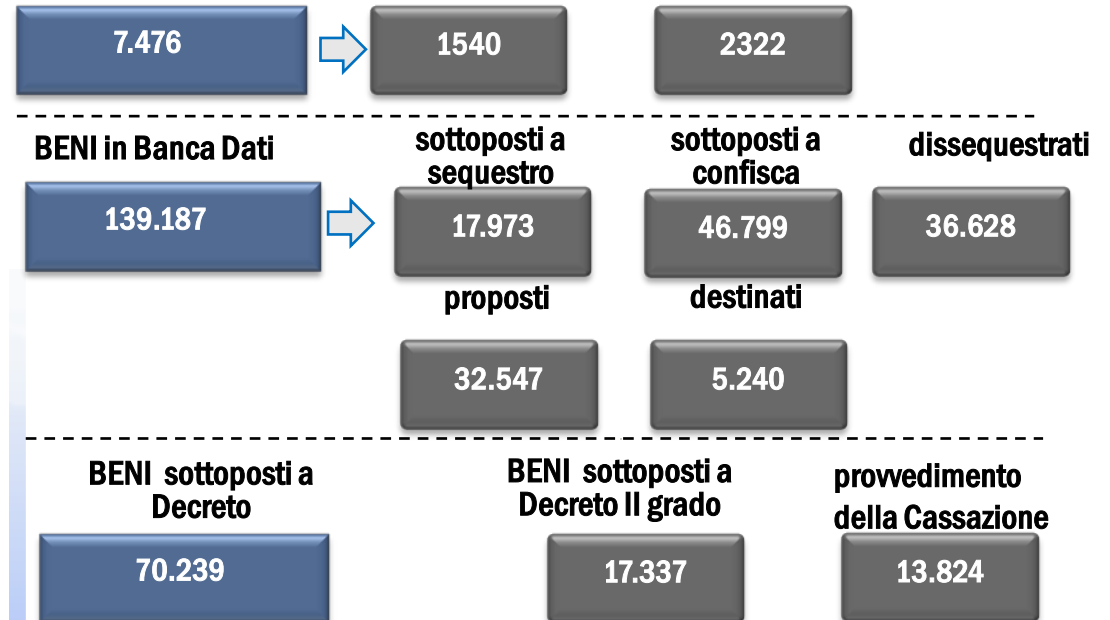 7.476
1540
2322
BENI in Banca Dati
sottoposti a
sequestro
sottoposti a
confisca
dissequestrati
139.187
17.973
46.799
36.628
proposti
destinati
32.547
5.240
BENI sottoposti a
Decreto
BENI sottoposti a
Decreto II grado
provvedimento
della Cassazione
70.239
17.337
13.824